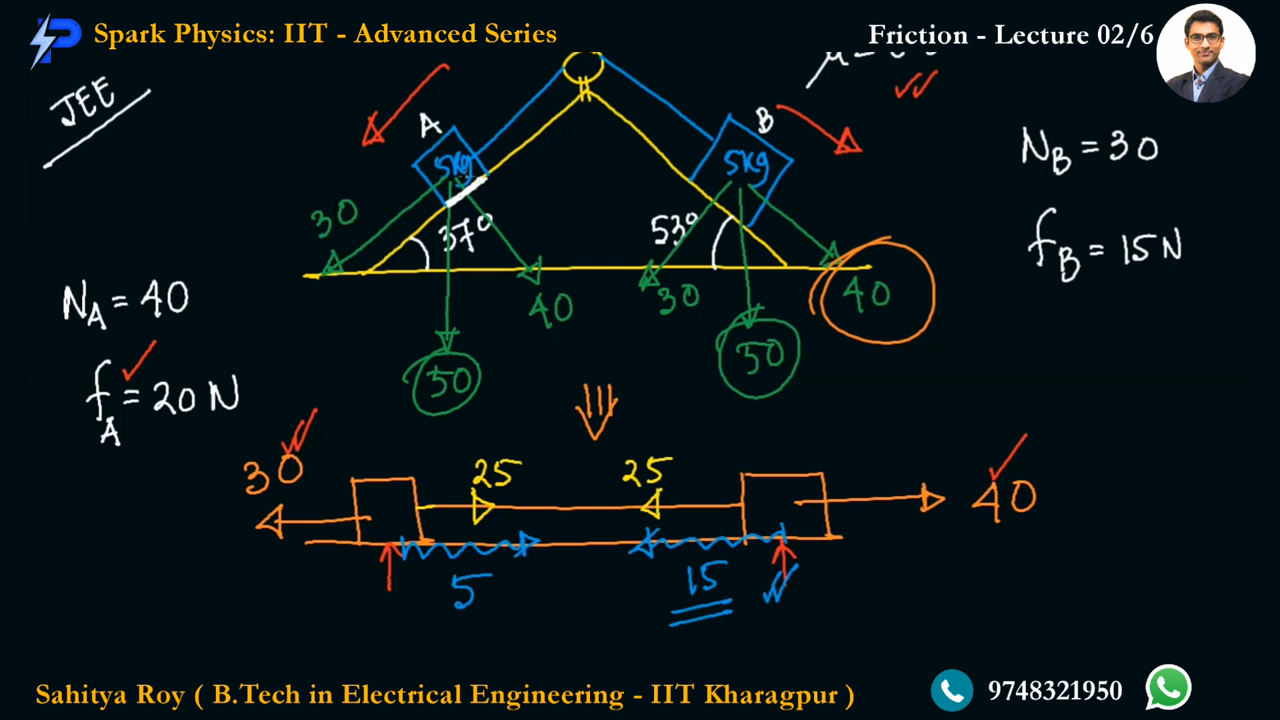 Spark Physics: IIT - Advanced Series
Friction - Lecture 02/6
JEE
A
B
5kg
5kg
N_B = 30
30
37°
53°
f_B = 15 N
N_A = 40
40
30
40
50
50
f_A = 20 N
30
25
25
40
5
15
Sahitya Roy ( B.Tech in Electrical Engineering - IIT Kharagpur )
9748321950